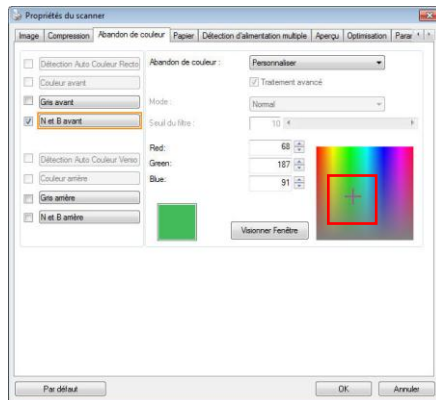 Propriétés du scanner
Image Compression Abandon de couleur Papier Détection d'alimentation multiple Aperçu Optimisation Para
Détection Auto Couleur Recto
Couleur avant
Gris avant
N et B avant
Détection Auto Couleur Verso
Couleur arrière
Gris arrière
N et B arrière
Abandon de couleur : Personnaliser
Traitement avancé
Mode : Normal
Seuil du filtre : 10
Red: 68
Green: 187
Blue: 91
Visionner Fenêtre
Par défaut OK Annuler